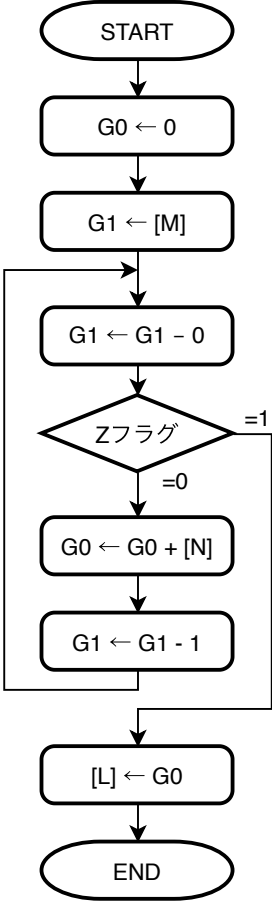 START
G0 ← 0
G1 ← [M]
G1 ← G1 − 0
Zフラグ
=1
=0
G0 ← G0 + [N]
G1 ← G1 - 1
[L] ← G0
END